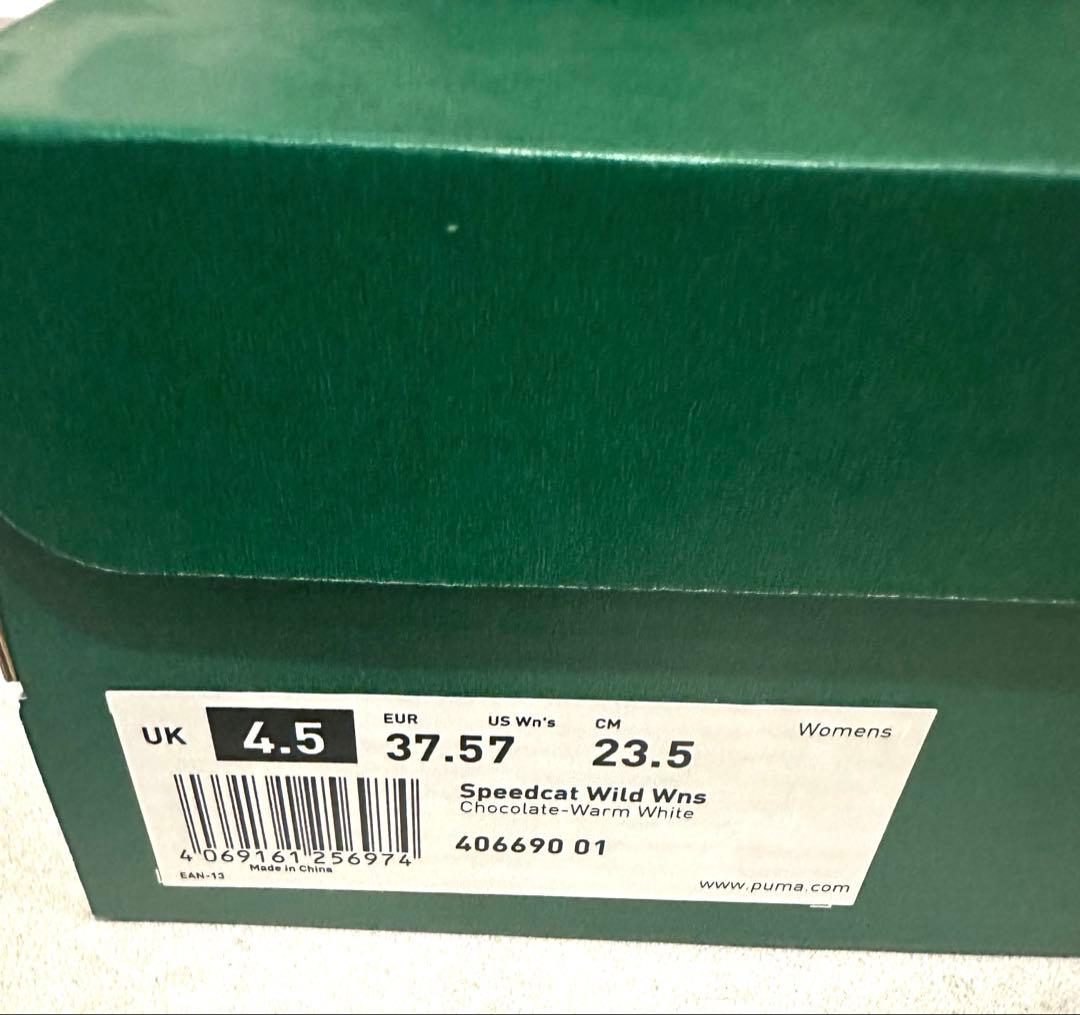 UK 4.5 EUR 37.57 US Wn's CM 23.5 Womens
Speedcat Wild Wns
Chocolate-Warm White
406690 01
4 069161 256974
Made in China
EAN-13
www.puma.com